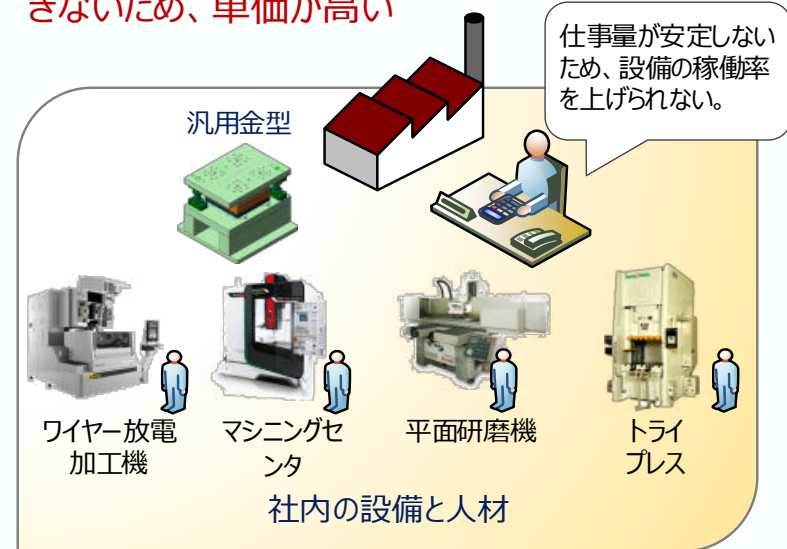 きないため、単価が高い
仕事量が安定しない
ため、設備の稼働率
を上げられない。
汎用金型
ワイヤー放電
加工機
マシニングセ
ンタ
平面研磨機
トライ
プレス
社内の設備と人材